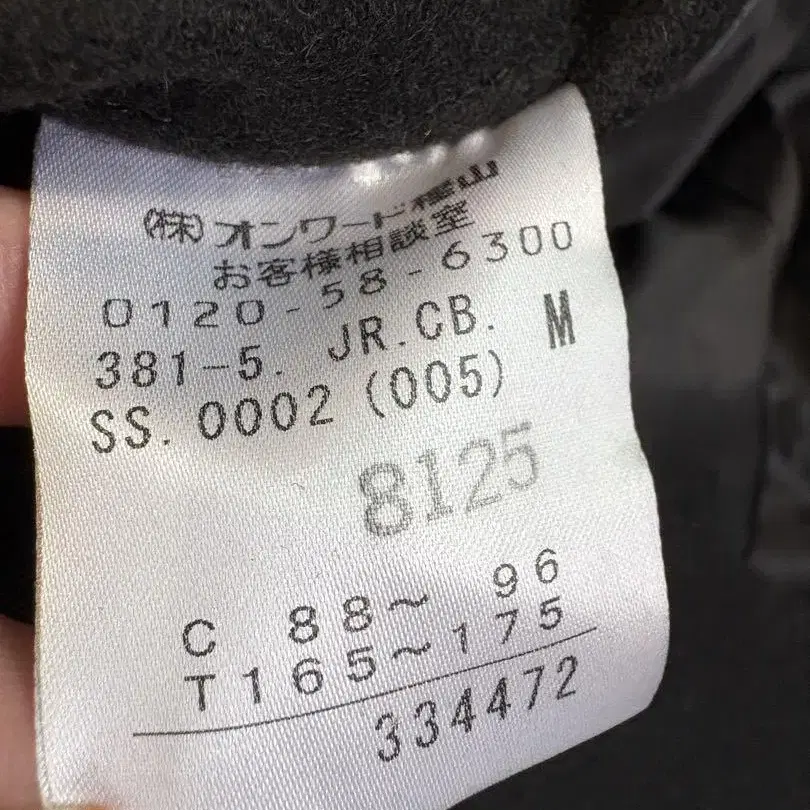 (株)オンワード樫山
お客様相談室
0120-58-6300
381-5. JR.CB. M
SS.0002(005)
8125
C 88~ 96
T165~175
334472